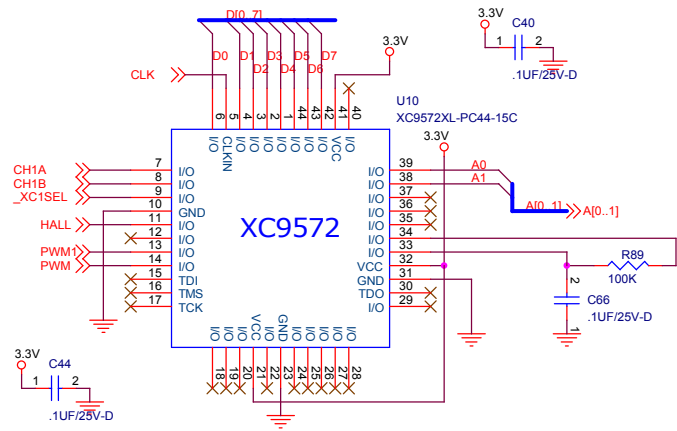 D[0..7]
3.3V
C40
1 2
.1UF/25V-D
3.3V
D0 D1 D2 D3 D4 D5 D6 D7
CLK
U10
XC9572XL-PC44-15C
3.3V
6 5 4 3 2 1 44 43 42 41 40
I/O CLKIN I/O I/O I/O I/O I/O I/O I/O VCC I/O
CH1A 7 I/O I/O 39 A0
CH1B 8 I/O I/O 38 A1
_XC1SEL 9 I/O I/O 37
10 GND I/O 36 A[0..1] A[0..1]
HALL 11 I/O I/O 35
12 I/O I/O 34
PWM1 13 I/O I/O 33
PWM 14 I/O VCC 32
15 TDI GND 31
16 TMS TDO 30
17 TCK I/O 29
XC9572
R89
100K
2
C66
.1UF/25V-D
1
I/O I/O I/O VCC I/O GND I/O I/O I/O I/O I/O
18 19 20 21 22 23 24 25 26 27 28
3.3V
C44
1 2
.1UF/25V-D